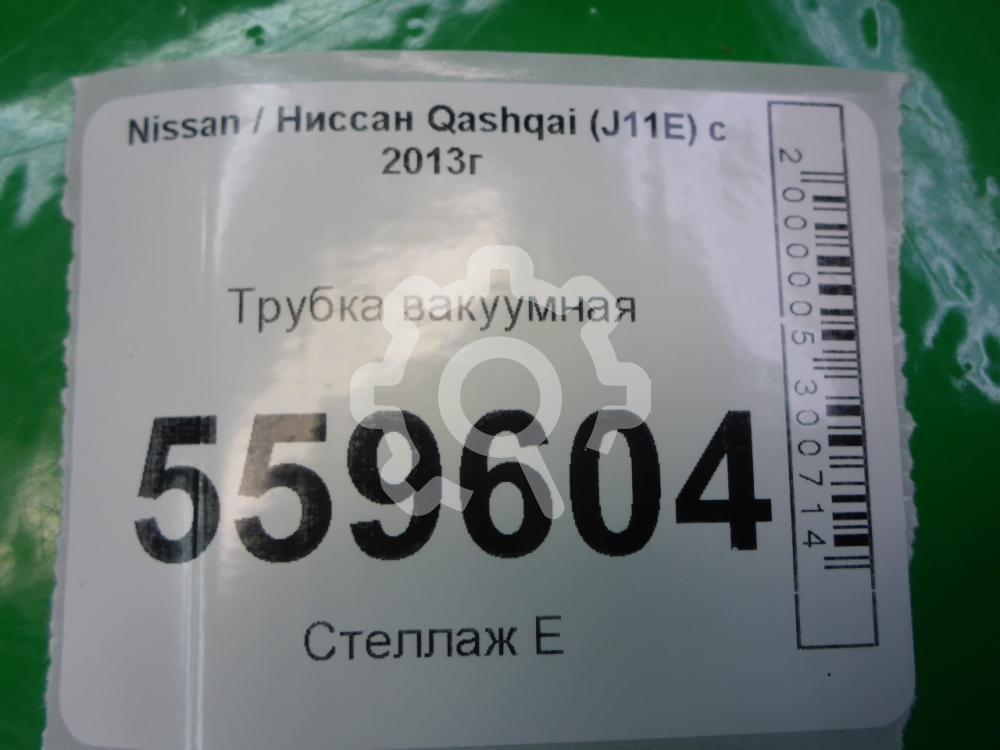 Nissan / Ниссан Qashqai (J11E) с
2013г
Трубка вакуумная
559604
Стеллаж Е
2000005300714